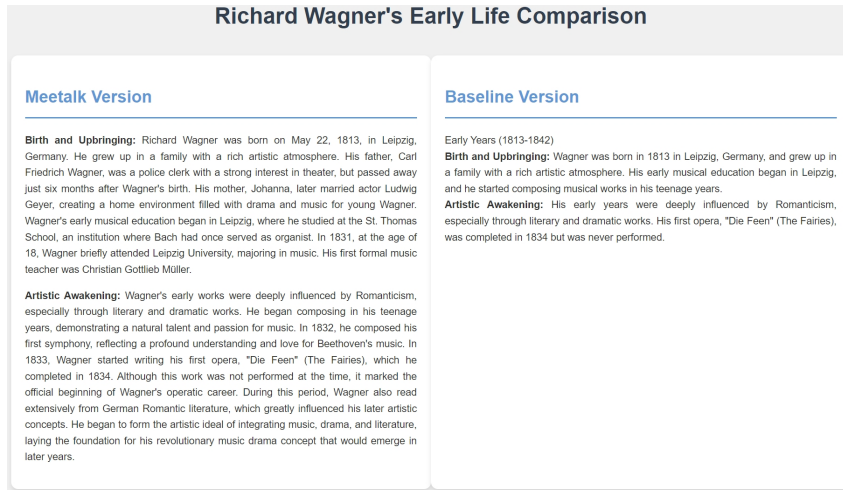 Richard Wagner's Early Life Comparison
Meetalk Version
Birth and Upbringing: Richard Wagner was born on May 22, 1813, in Leipzig,
Germany. He grew up in a family with a rich artistic atmosphere. His father, Carl
Friedrich Wagner, was a police clerk with a strong interest in theater, but passed away
just six months after Wagner's birth. His mother, Johanna, later married actor Ludwig
Geyer, creating a home environment filled with drama and music for young Wagner.
Wagner's early musical education began in Leipzig, where he studied at the St. Thomas
School, an institution where Bach had once served as organist. In 1831, at the age of
18, Wagner briefly attended Leipzig University, majoring in music. His first formal music
teacher was Christian Gottlieb Müller.
Artistic Awakening: Wagner's early works were deeply influenced by Romanticism,
especially through literary and dramatic works. He began composing in his teenage
years, demonstrating a natural talent and passion for music. In 1832, he composed his
first symphony, reflecting a profound understanding and love for Beethoven's music. In
1833, Wagner started writing his first opera, "Die Feen" (The Fairies), which he
completed in 1834. Although this work was not performed at the time, it marked the
official beginning of Wagner's operatic career. During this period, Wagner also read
extensively from German Romantic literature, which greatly influenced his later artistic
concepts. He began to form the artistic ideal of integrating music, drama, and literature,
laying the foundation for his revolutionary music drama concept that would emerge in
later years.
Baseline Version
Early Years (1813-1842)
Birth and Upbringing: Wagner was born in 1813 in Leipzig, Germany, and grew up in
a family with a rich artistic atmosphere. His early musical education began in Leipzig,
and he started composing musical works in his teenage years.
Artistic Awakening: His early years were deeply influenced by Romanticism,
especially through literary and dramatic works. His first opera, "Die Feen" (The Fairies),
was completed in 1834 but was never performed.